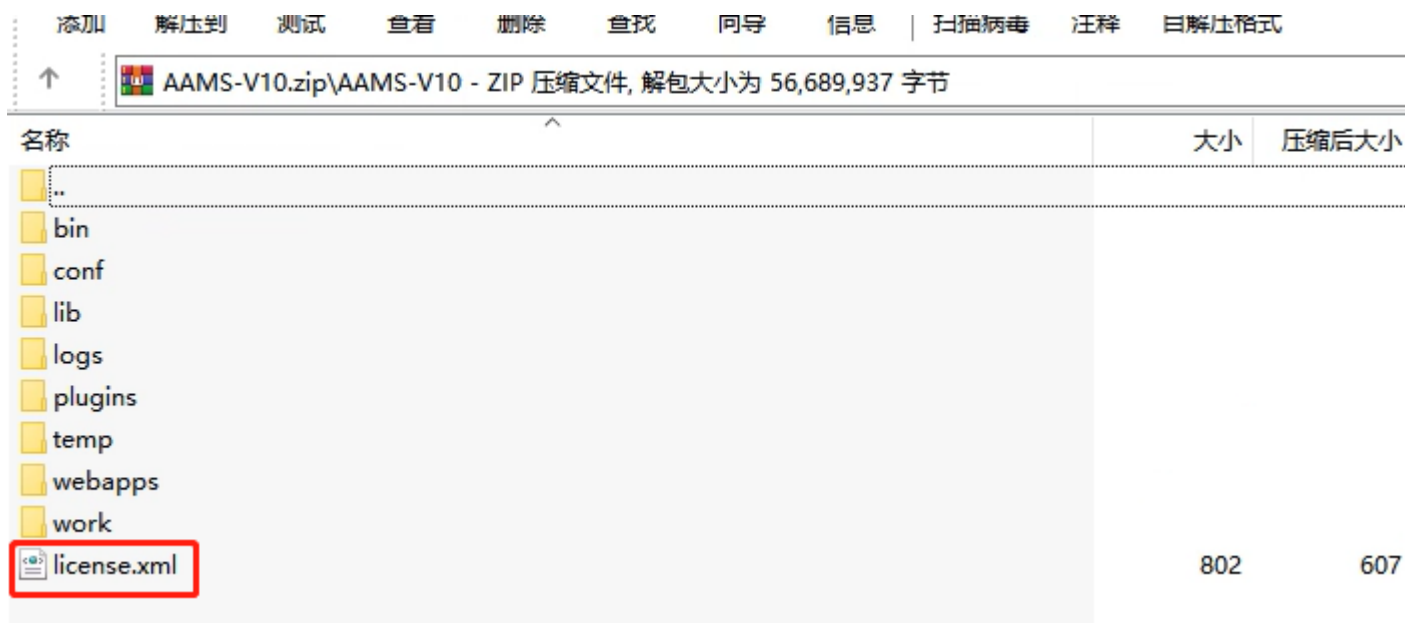 添加 解压到 测试 查看 删除 查找 向导 信息 扫描病毒 注释 自解压格式
AAMS-V10.zip\AAMS-V10 - ZIP 压缩文件, 解包大小为 56,689,937 字节
名称 大小 压缩后大小
..
bin
conf
lib
logs
plugins
temp
webapps
work
license.xml 802 607